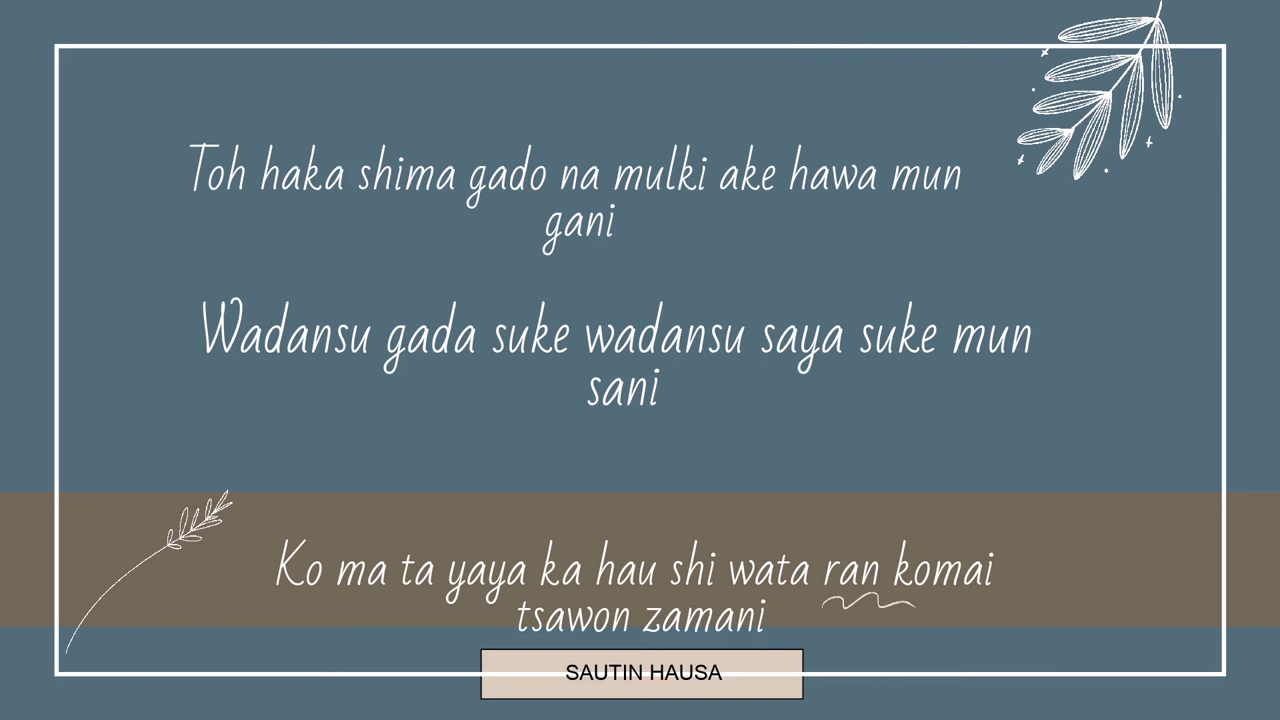 Toh haka shima gado na mulki ake hawa mun
gani
Wadansu gada suke wadansu saya suke mun
sani
Ko ma ta yaya ka hau shi wata ran komai
tsawon zamani
SAUTIN HAUSA